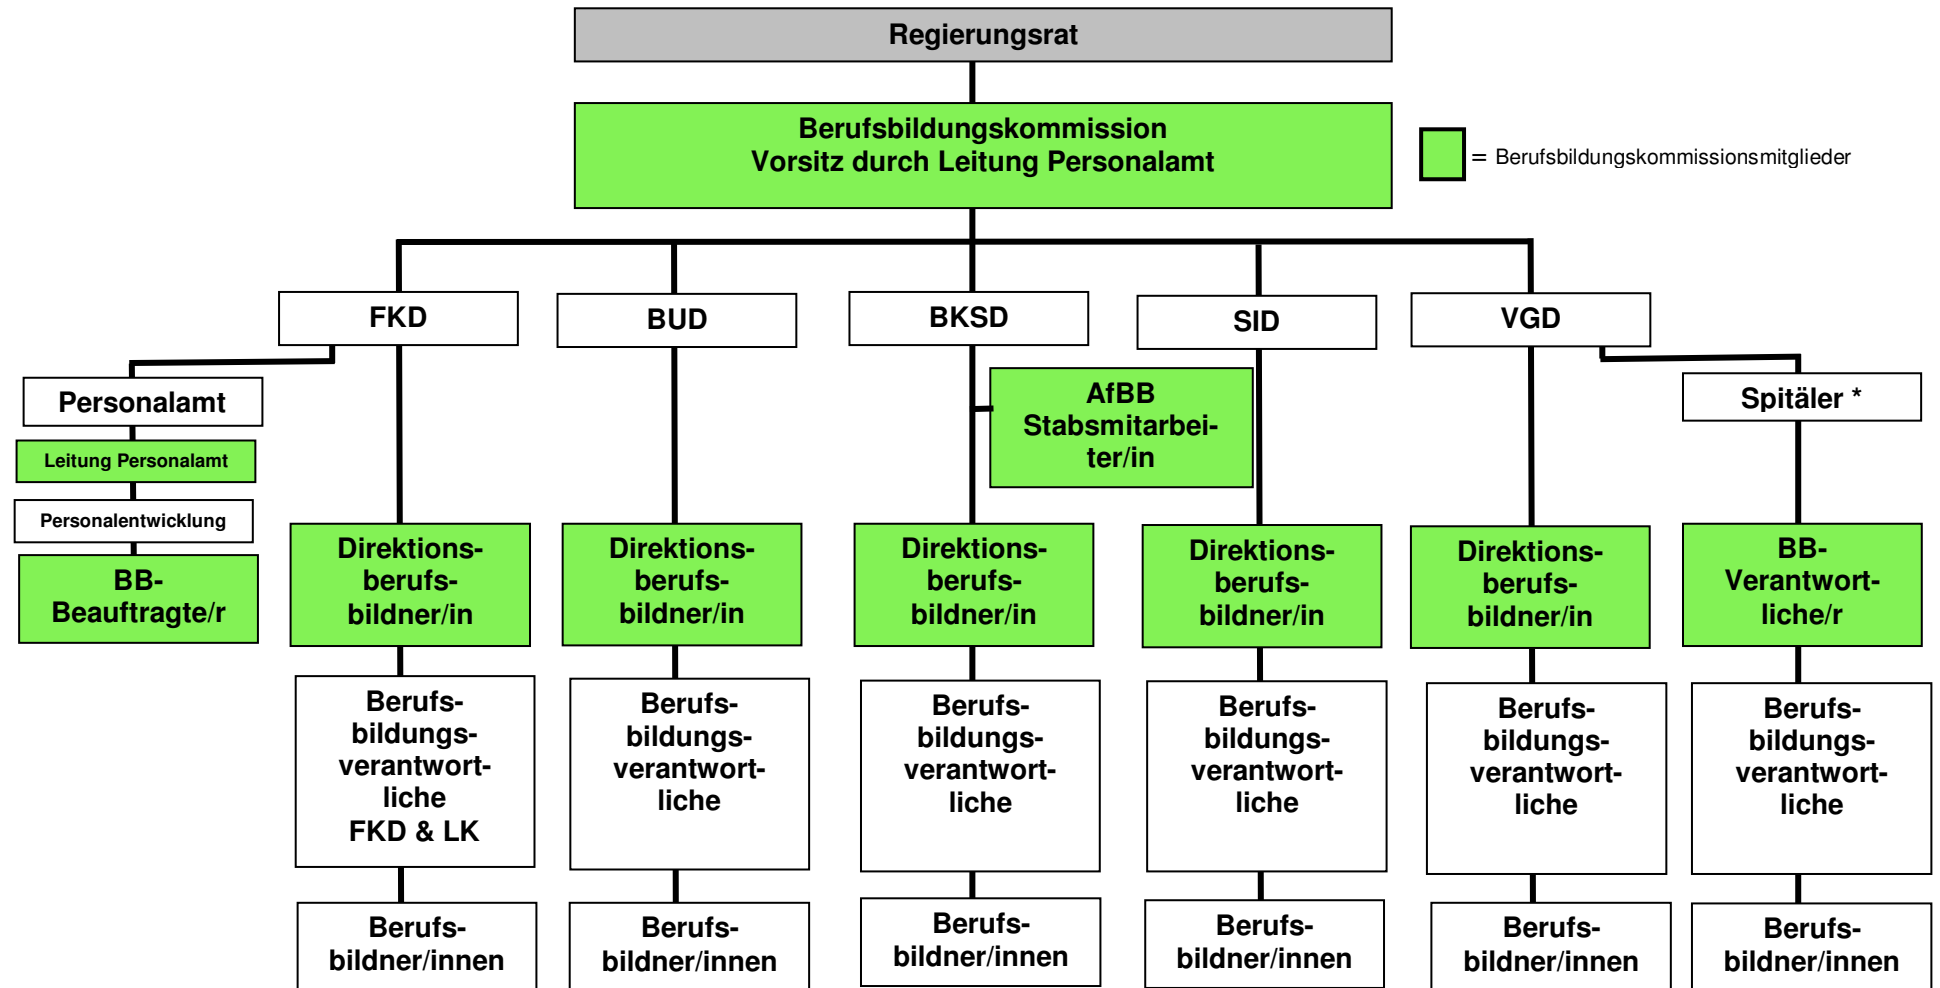 Regierungsrat
Berufsbildungskommission
Vorsitz durch Leitung Personalamt
= Berufsbildungskommissionsmitglieder
FKD
BUD
BKSD
SID
VGD
Personalamt
Leitung Personalamt
Personalentwicklung
BB-
Beauftragte/r
AfBB
Stabsmitarbei-
ter/in
Spitäler *
Direktions-
berufs-
bildner/in
Direktions-
berufs-
bildner/in
Direktions-
berufs-
bildner/in
Direktions-
berufs-
bildner/in
Direktions-
berufs-
bildner/in
BB-
Verantwort-
liche/r
Berufs-
bildungs-
verantwort-
liche
FKD & LK
Berufs-
bildungs-
verantwort-
liche
Berufs-
bildungs-
verantwort-
liche
Berufs-
bildungs-
verantwort-
liche
Berufs-
bildungs-
verantwort-
liche
Berufs-
bildungs-
verantwort-
liche
Berufs-
bildner/innen
Berufs-
bildner/innen
Berufs-
bildner/innen
Berufs-
bildner/innen
Berufs-
bildner/innen
Berufs-
bildner/innen